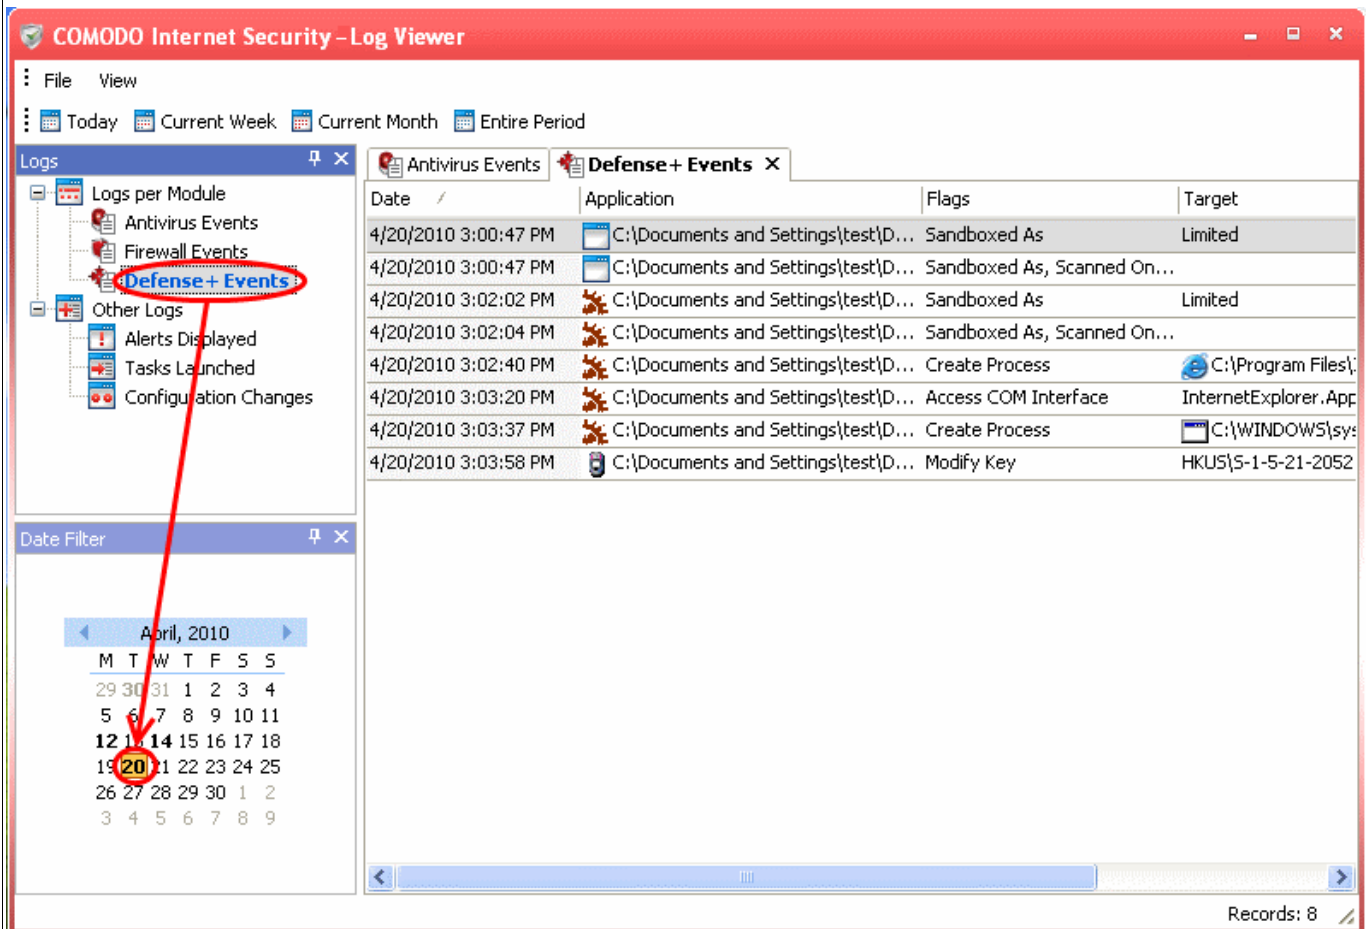 COMODO Internet Security – Log Viewer
File View
Today Current Week Current Month Entire Period
Logs
Logs per Module
Antivirus Events
Firewall Events
Defense+ Events
Other Logs
Alerts Displayed
Tasks Launched
Configuration Changes
Date Filter
April, 2010
M T W T F S S
29 30 31 1 2 3 4
5 6 7 8 9 10 11
12 13 14 15 16 17 18
19 20 21 22 23 24 25
26 27 28 29 30 1 2
3 4 5 6 7 8 9
Antivirus Events Defense+ Events
Date Application Flags Target
4/20/2010 3:00:47 PM C:\Documents and Settings\test\D... Sandboxed As Limited
4/20/2010 3:00:47 PM C:\Documents and Settings\test\D... Sandboxed As, Scanned On...
4/20/2010 3:02:02 PM C:\Documents and Settings\test\D... Sandboxed As Limited
4/20/2010 3:02:04 PM C:\Documents and Settings\test\D... Sandboxed As, Scanned On...
4/20/2010 3:02:40 PM C:\Documents and Settings\test\D... Create Process C:\Program Files\
4/20/2010 3:03:20 PM C:\Documents and Settings\test\D... Access COM Interface InternetExplorer.App
4/20/2010 3:03:37 PM C:\Documents and Settings\test\D... Create Process C:\WINDOWS\sys
4/20/2010 3:03:58 PM C:\Documents and Settings\test\D... Modify Key HKUS\S-1-5-21-2052
Records: 8